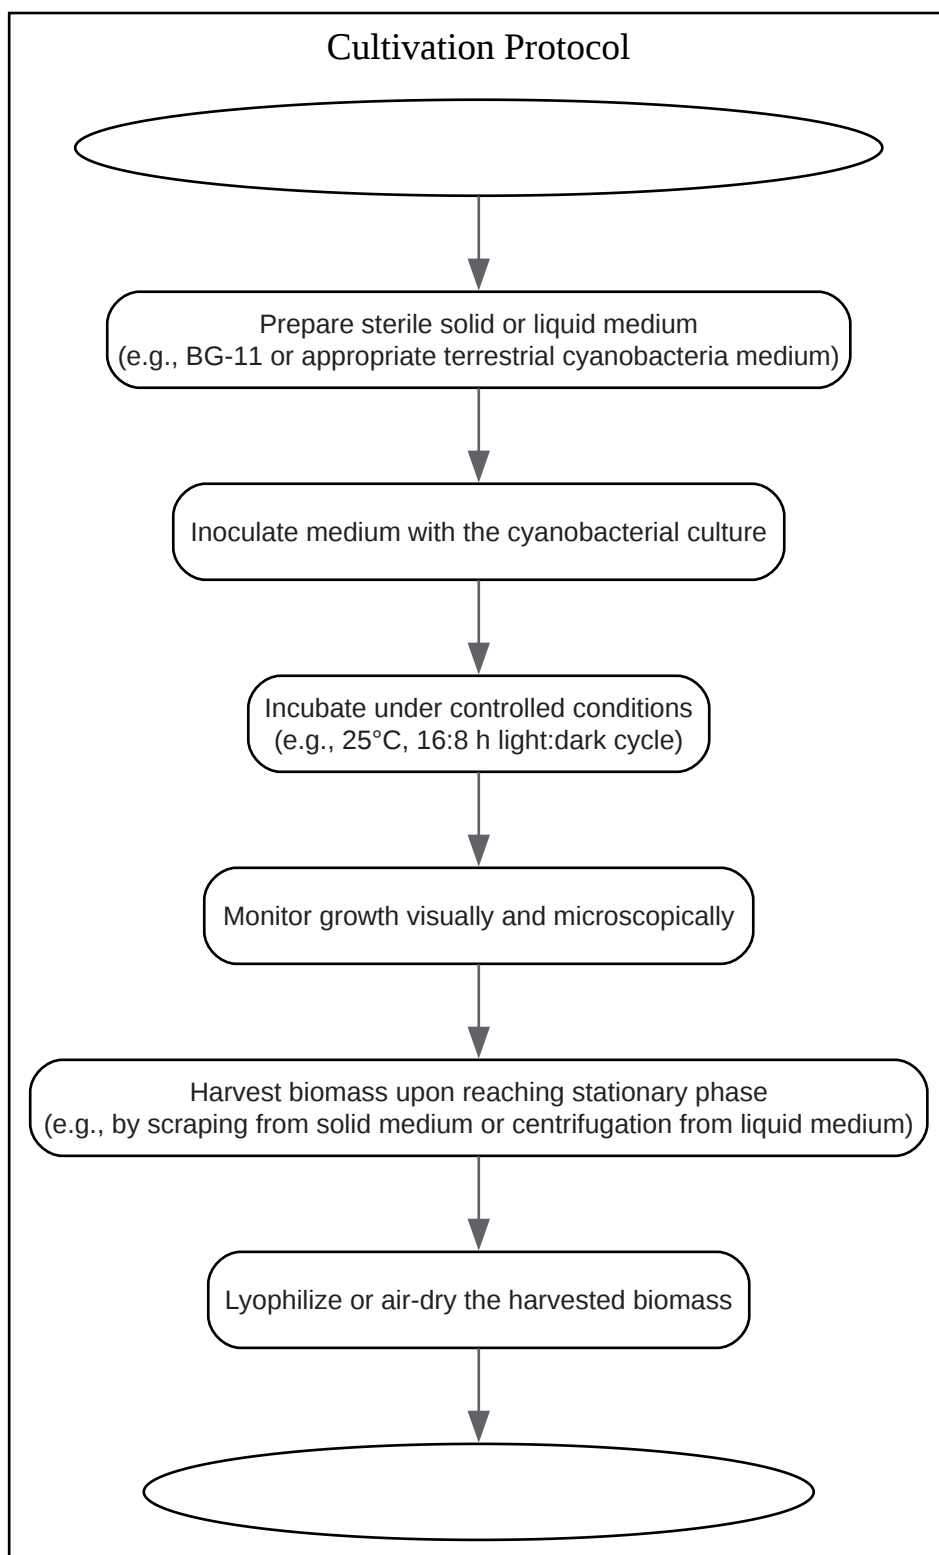 Cultivation Protocol
Prepare sterile solid or liquid medium
(e.g., BG-11 or appropriate terrestrial cyanobacteria medium)
Inoculate medium with the cyanobacterial culture
Incubate under controlled conditions
(e.g., 25°C, 16:8 h light:dark cycle)
Monitor growth visually and microscopically
Harvest biomass upon reaching stationary phase
(e.g., by scraping from solid medium or centrifugation from liquid medium)
Lyophilize or air-dry the harvested biomass